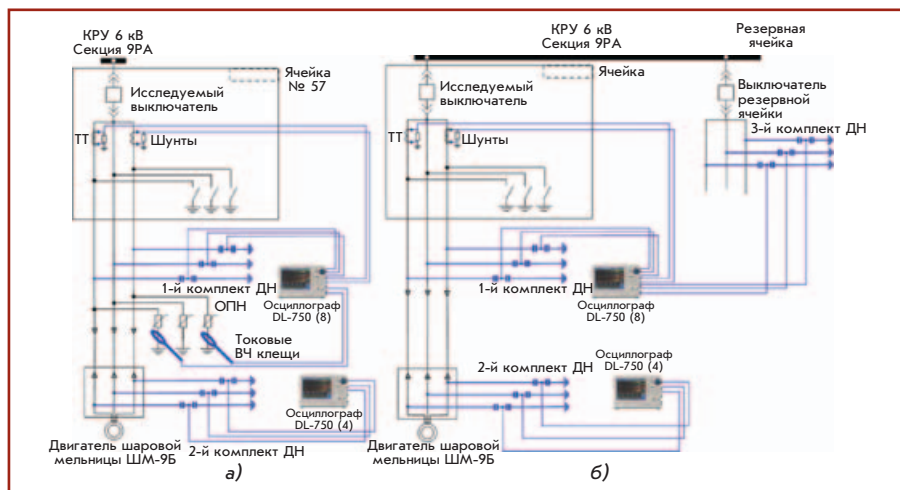 КРУ 6 кВ
Секция 9РА
Ячейка
№ 57
Исследуемый
выключатель
ТТ
Шунты
1-й комплект ДН
ОПН
Осциллограф
DL-750 (8)
Токовые
ВЧ клещи
Осциллограф
DL-750 (4)
Двигатель шаровой
мельницы ШМ-9Б
2-й комплект ДН
а)
КРУ 6 кВ
Секция 9РА
Резервная
ячейка
Ячейка
Исследуемый
выключатель
Выключатель
резервной
ячейки
ТТ
Шунты
3-й комплект ДН
1-й комплект ДН
Осциллограф
DL-750 (8)
2-й комплект ДН
Осциллограф
DL-750 (4)
Двигатель шаровой
мельницы ШМ-9Б
б)